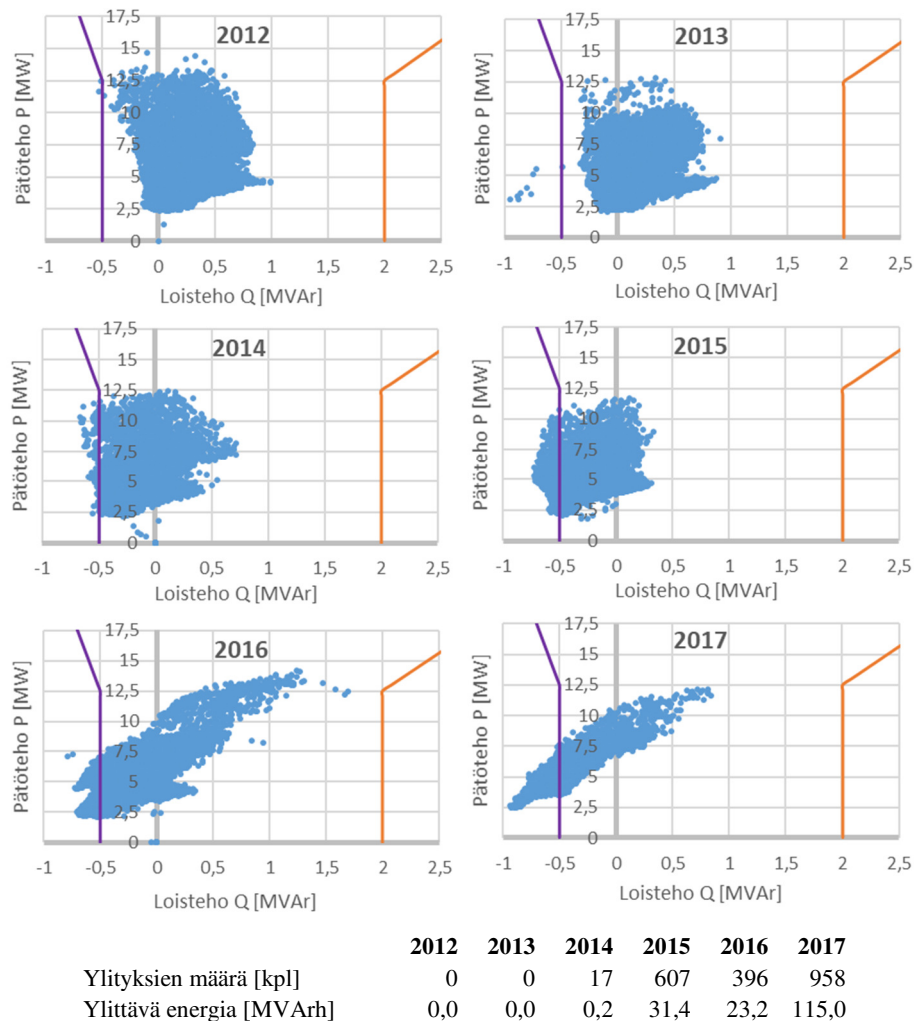 17,5
15
12,5
10
7,5
5
2,5
0
2012
Pätöteho P [MW]
-1 -0,5 0 0,5 1 1,5 2 2,5
Loisteho Q [MVAr]
17,5
15
12,5
10
7,5
5
2,5
0
2013
Pätöteho P [MW]
-1 -0,5 0 0,5 1 1,5 2 2,5
Loisteho Q [MVAr]
17,5
15
12,5
10
7,5
5
2,5
0
2014
Pätöteho P [MW]
-1 -0,5 0 0,5 1 1,5 2 2,5
Loisteho Q [MVAr]
17,5
15
12,5
10
7,5
5
2,5
0
2015
Pätöteho P [MW]
-1 -0,5 0 0,5 1 1,5 2 2,5
Loisteho Q [MVAr]
17,5
15
12,5
10
7,5
5
2,5
0
2016
Pätöteho P [MW]
-1 -0,5 0 0,5 1 1,5 2 2,5
Loisteho Q [MVAr]
17,5
15
12,5
10
7,5
5
2,5
0
2017
Pätöteho P [MW]
-1 -0,5 0 0,5 1 1,5 2 2,5
Loisteho Q [MVAr]
2012 2013 2014 2015 2016 2017
Ylityksien määrä [kpl] 0 0 17 607 396 958
Ylittävä energia [MVArh] 0,0 0,0 0,2 31,4 23,2 115,0